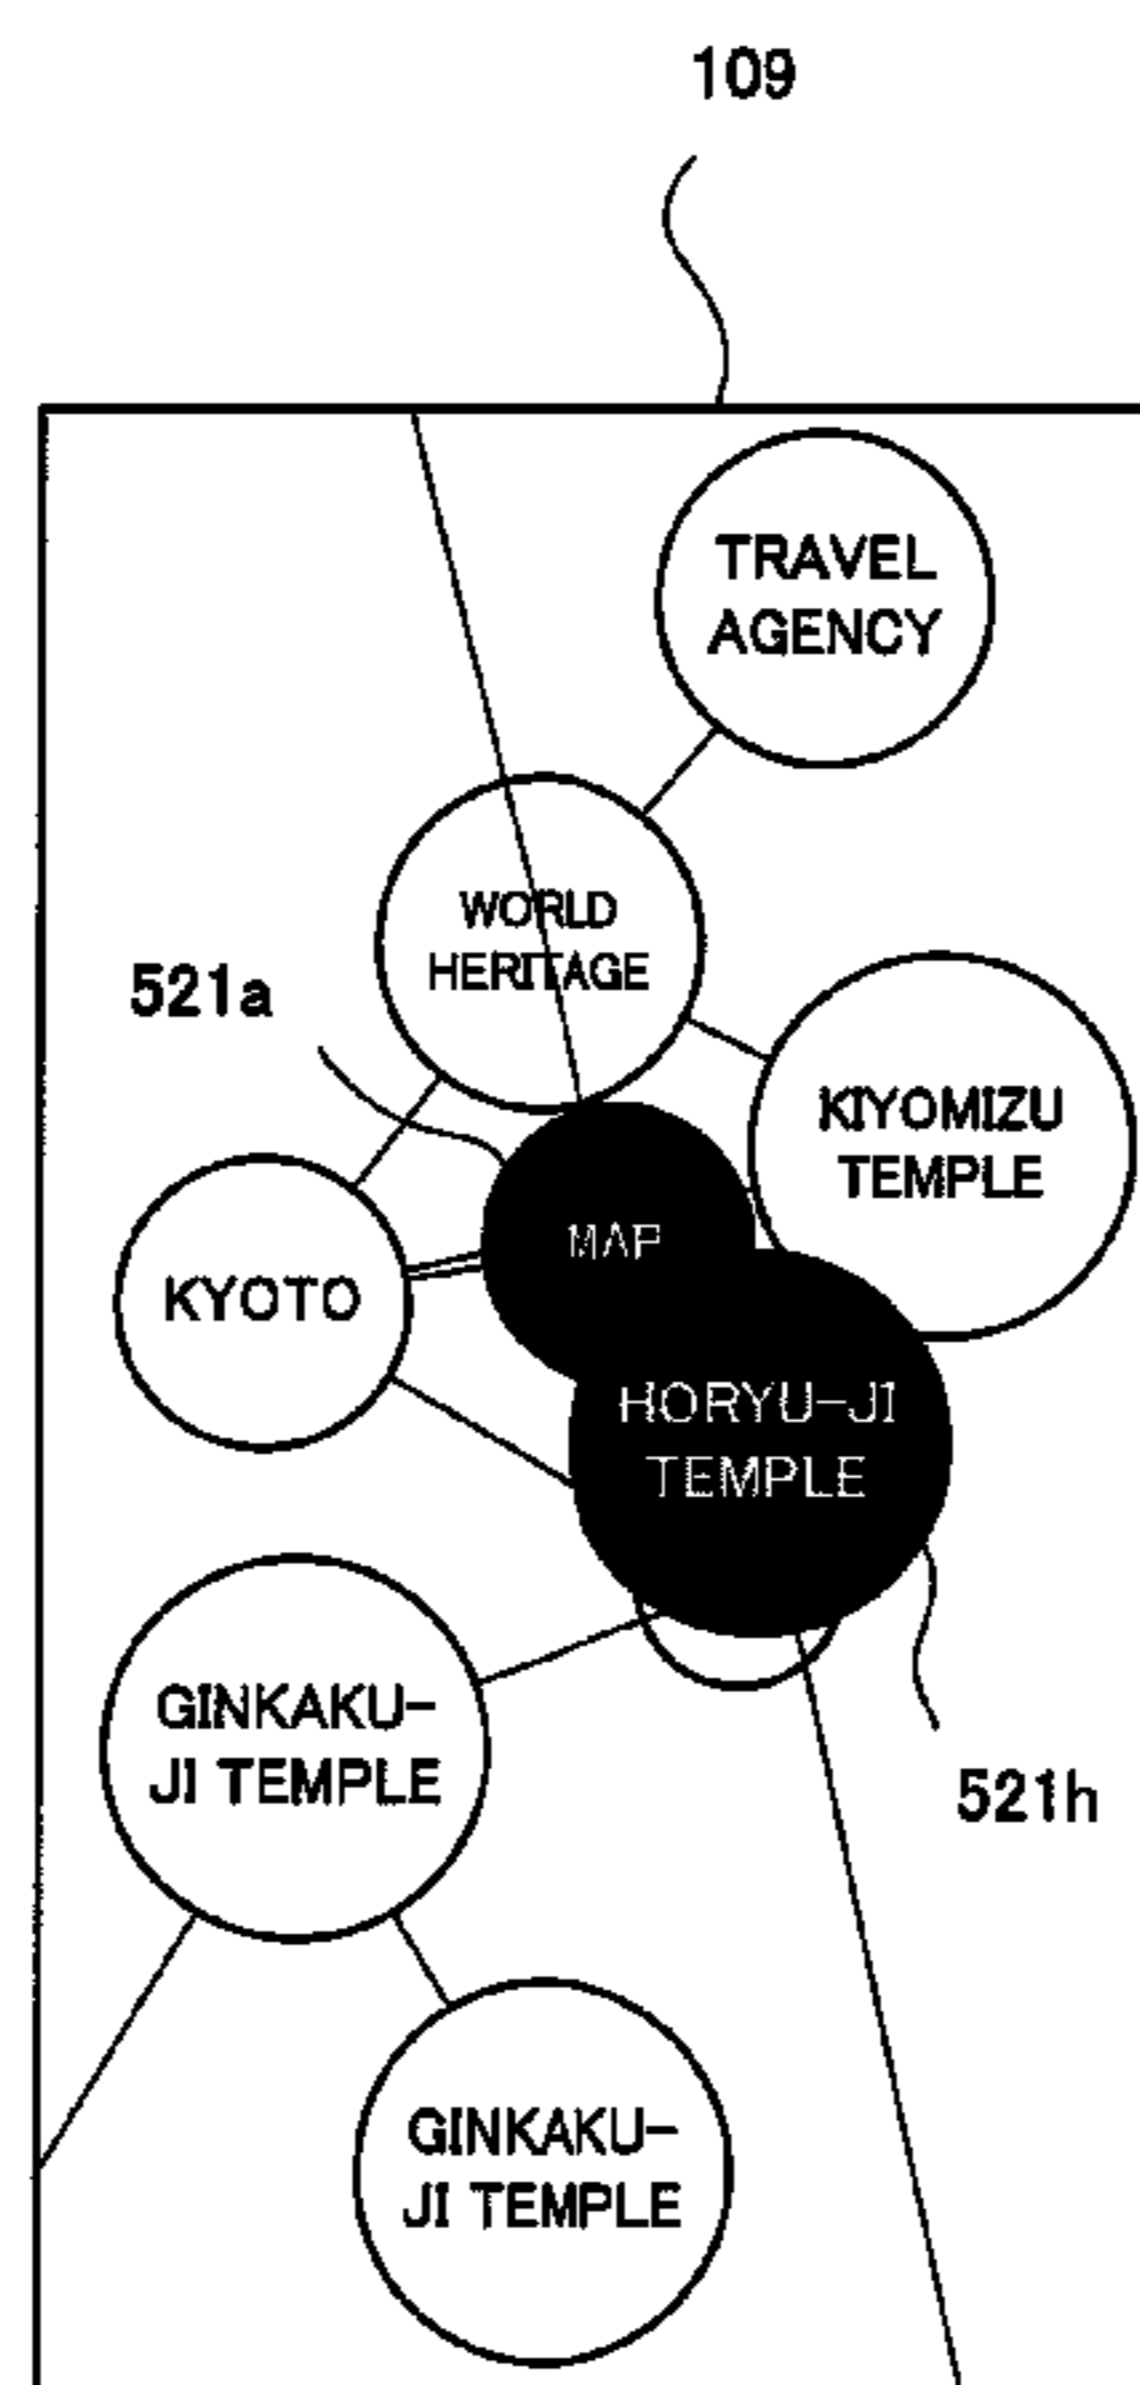 109
TRAVEL
AGENCY
WORLD
HERITAGE
521a
KIYOMIZU
TEMPLE
MAP
KYOTO
HORYU-JI
TEMPLE
GINKAKU-
JI TEMPLE
521h
GINKAKU-
JI TEMPLE